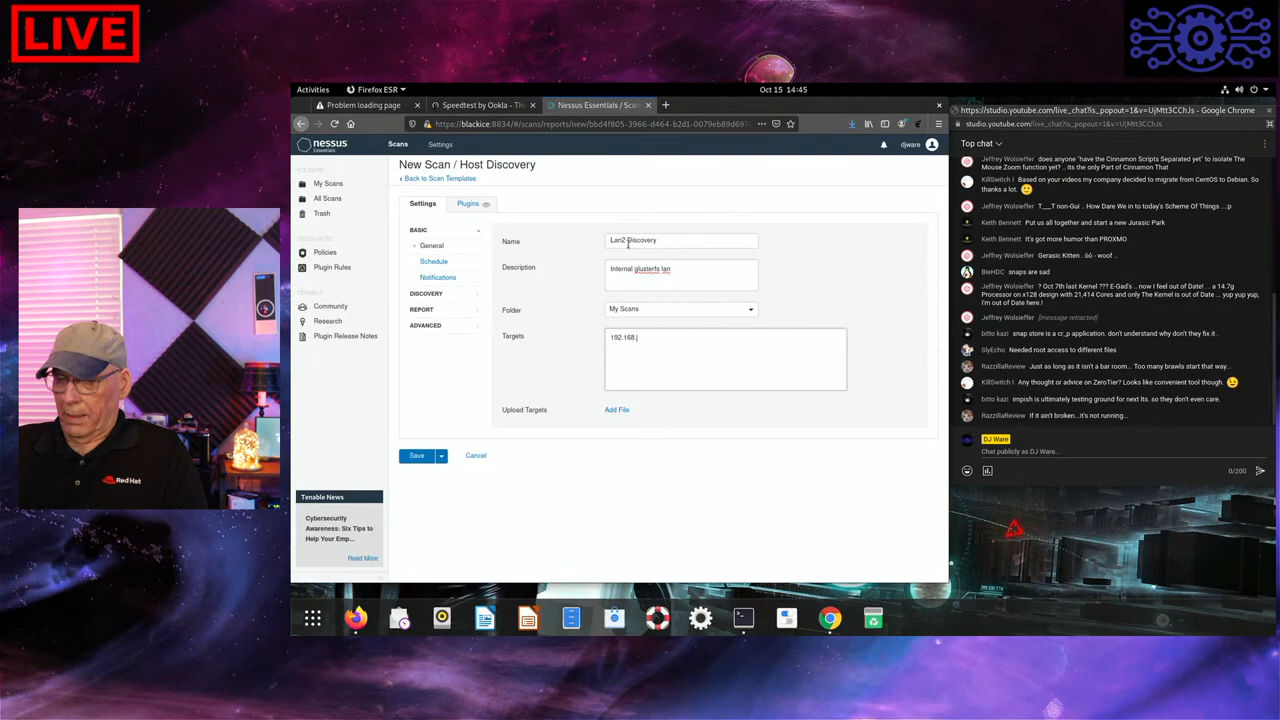 LIVE
Activities
Firefox ESR
Oct 15 14:45
Problem loading page
Speedtest by Ookla - The
Nessus Essentials / Scan
https://blackice:8834/#/scans/reports/new/bbd4f805-3966-d464-b2d1-0079eb89d697
nessus
Essentials
Scans
Settings
djware
FOLDERS
My Scans
All Scans
Trash
RESOURCES
Policies
Plugin Rules
TENABLE
Community
Research
Plugin Release Notes
Tenable News
Cybersecurity
Awareness: Six Tips to
Help Your Emp...
Read More
New Scan / Host Discovery
Back to Scan Templates
Settings
Plugins
BASIC
General
Schedule
Notifications
DISCOVERY
REPORT
ADVANCED
Name
Lan2 Discovery
Description
Internal glusterfs lan
Folder
My Scans
Targets
192.168.
Upload Targets
Add File
Save
Cancel
https://studio.youtube.com/live_chat?is_popout=1&v=UjMtt3CChJs - Google Chrome
studio.youtube.com/live_chat?is_popout=1&v=UjMtt3CChJs
Top chat
Jeffrey Wolsieffer does anyone "have the Cinnamon Scripts Separated yet" to isolate The
Mouse Zoom function yet? .. its the only Part of Cinnamon That
KillSwitch I Based on your videos my company decided to migrate from CentOS to Debian. So
thanks a lot.
Jeffrey Wolsieffer T___T non-Gui .. How Dare We in to today's Scheme Of Things ....:p
Keith Bennett Put us all together and start a new Jurasic Park
Keith Bennett It's got more humor than PROXMO
Jeffrey Wolsieffer Gerasic Kitten . òó - woof ..
BieHDC snaps are sad
Jeffrey Wolsieffer ? Oct 7th last Kernel ??? E-Gad's .. now I feel out of Date! .. a 14.7g
Processor on x128 design with 21,414 Cores and only The Kernel is Out of Date ... yup yup yup,
I'm out of Date here.!
Jeffrey Wolsieffer [message retracted]
bitto kazi snap store is a cr_p application. don't understand why don't they fix it .
SlyEcho Needed root access to different files
RazzillaReview Just as long as it isn't a bar room... Too many brawls start that way...
KillSwitch I Any thought or advice on ZeroTier? Looks like convenient tool though.
bitto kazi impish is ultimately testing ground for next lts. so they don't even care.
RazzillaReview If it ain't broken...it's not running...
DJ Ware
Chat publicly as DJ Ware...
0/200
Red Hat